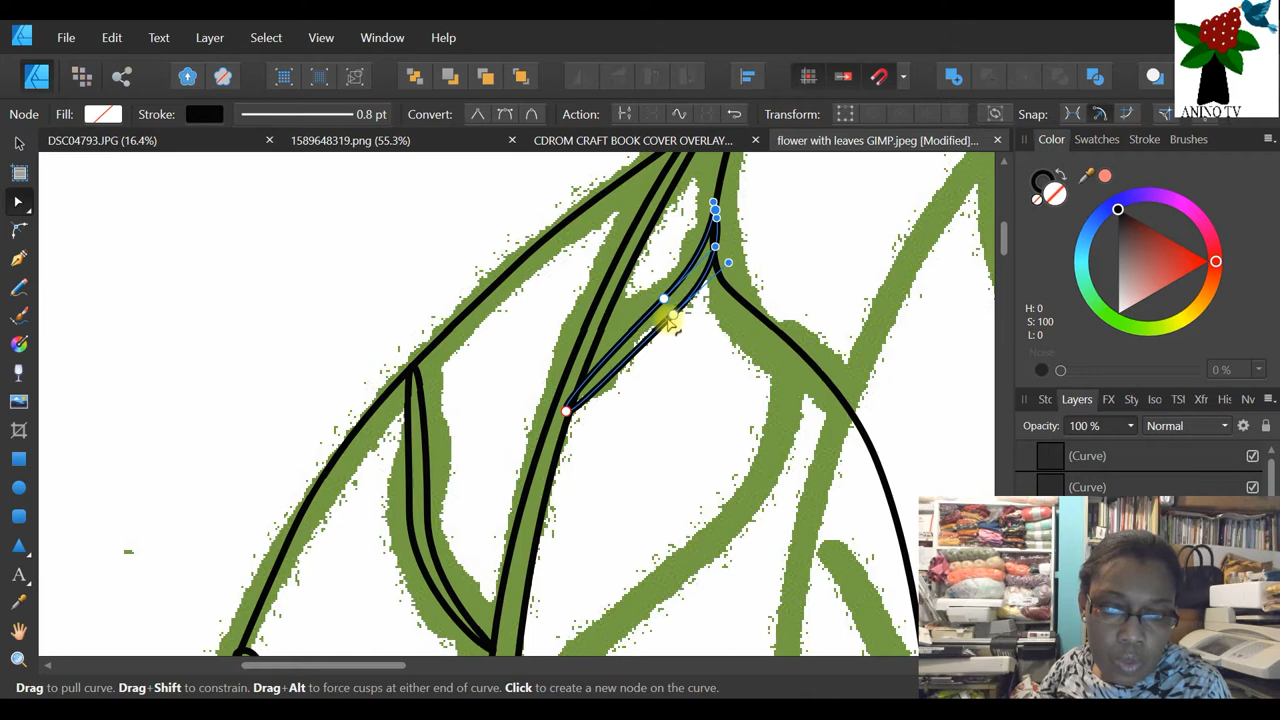 File Edit Text Layer Select View Window Help
ANINO TV
Node Fill: Stroke: 0.8 pt Convert: Action: Transform: Snap:
DSC04793.JPG (16.4%) 1589648319.png (55.3%) CDROM CRAFT BOOK COVER OVERLAY... flower with leaves GIMP.jpeg [Modified]...
Color Swatches Stroke Brushes
H: 0
S: 100
L: 0
None
0 %
Stc Layers FX Sty Iso TSI Xfr His Nv
Opacity: 100 % Normal
(Curve)
(Curve)
Drag to pull curve. Drag+Shift to constrain. Drag+Alt to force cusps at either end of curve. Click to create a new node on the curve.